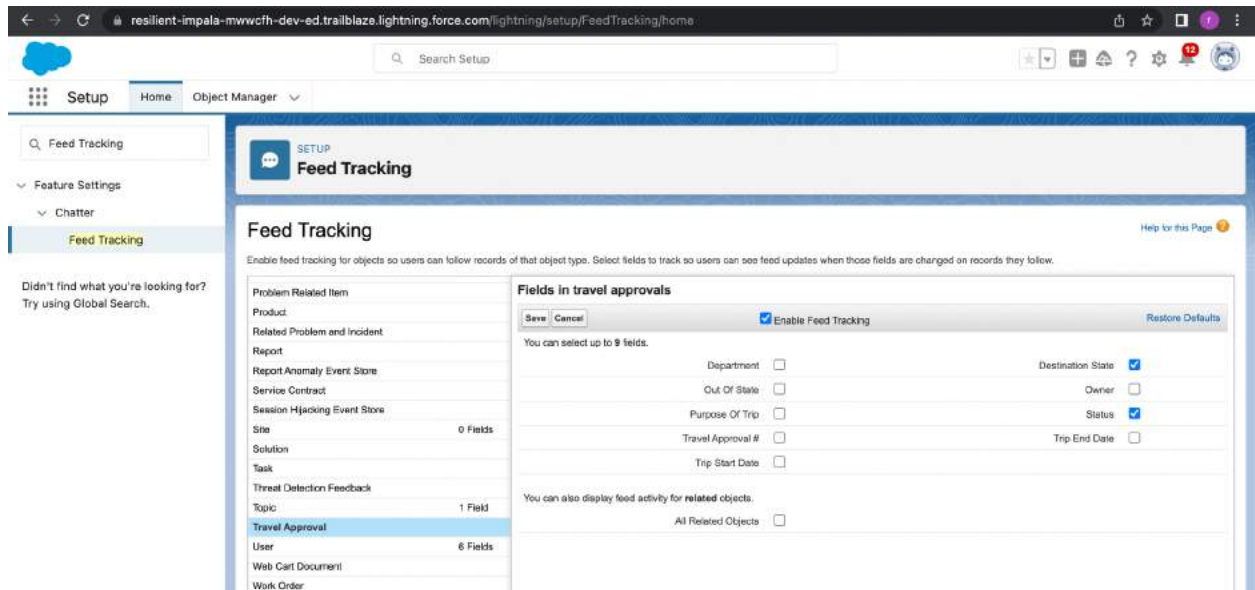 resilient-impala-mwwcfh-dev-ed.trailblaze.lightning.force.com/lightning/setup/FeedTracking/home
Search Setup
12
Setup
Home
Object Manager
Feed Tracking
Feature Settings
Chatter
Feed Tracking
Didn't find what you're looking for?
Try using Global Search.
SETUP
Feed Tracking
Feed Tracking
Help for this Page
Enable feed tracking for objects so users can follow records of that object type. Select fields to track so users can see feed updates when those fields are changed on records they follow.
Problem Related Item
Product
Related Problem and Incident
Report
Report Anomaly Event Store
Service Contract
Session Hijacking Event Store
Site 0 Fields
Solution
Task
Threat Detection Feedback
Topic 1 Field
Travel Approval
User 6 Fields
Web Cart Document
Work Order
Fields in travel approvals
Save Cancel Enable Feed Tracking Restore Defaults
You can select up to 9 fields.
Department Destination State
Out Of State Owner
Purpose Of Trip Status
Travel Approval # Trip End Date
Trip Start Date
You can also display feed activity for related objects.
All Related Objects